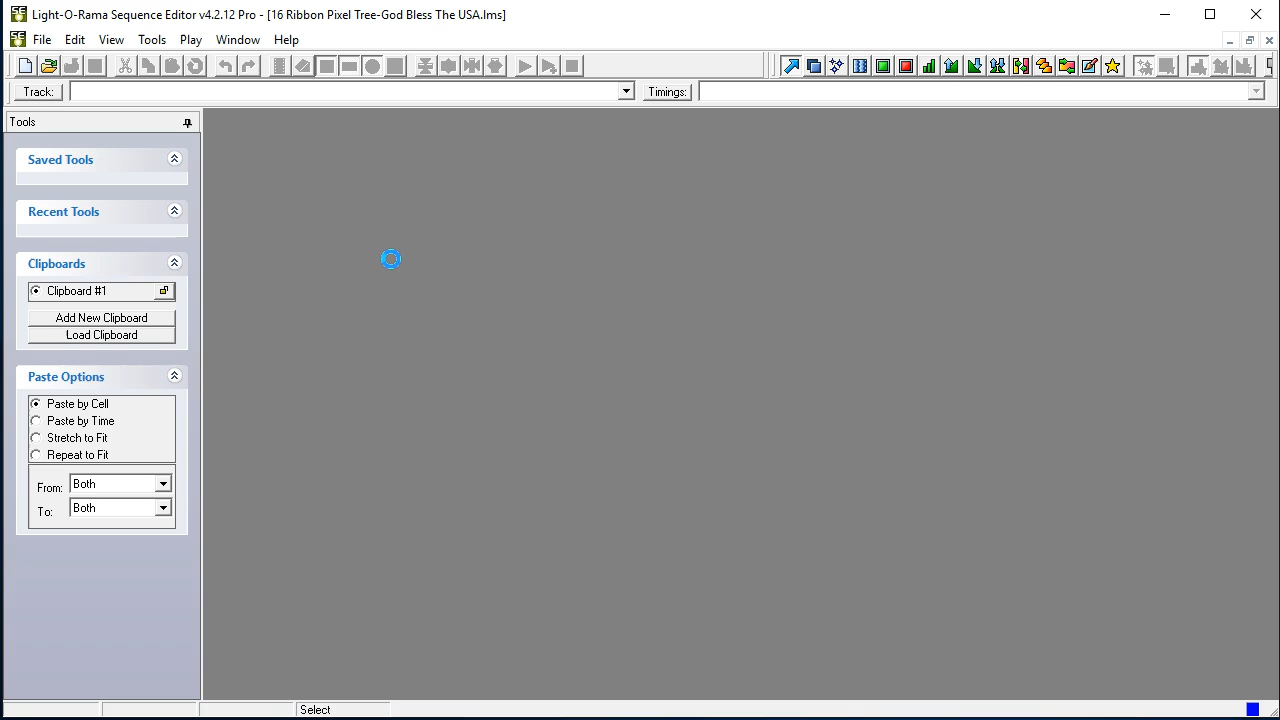 Light-O-Rama Sequence Editor v4.2.12 Pro - [16 Ribbon Pixel Tree-God Bless The USA.lms]
File Edit View Tools Play Window Help
Track: Timings:
Tools
Saved Tools
Recent Tools
Clipboards
Clipboard #1
Add New Clipboard
Load Clipboard
Paste Options
Paste by Cell
Paste by Time
Stretch to Fit
Repeat to Fit
From: Both
To: Both
Select